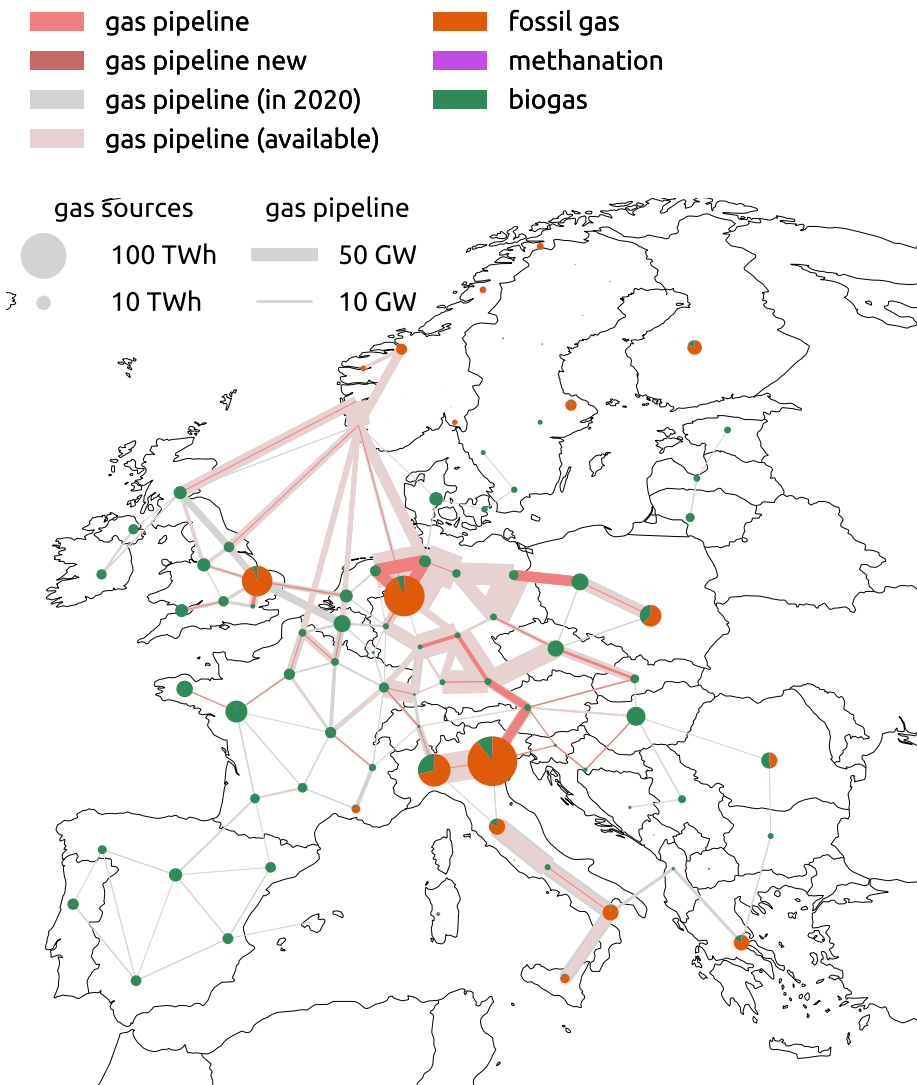 gas pipeline
gas pipeline new
gas pipeline (in 2020)
gas pipeline (available)
fossil gas
methanation
biogas
gas sources
100 TWh
10 TWh
gas pipeline
50 GW
10 GW